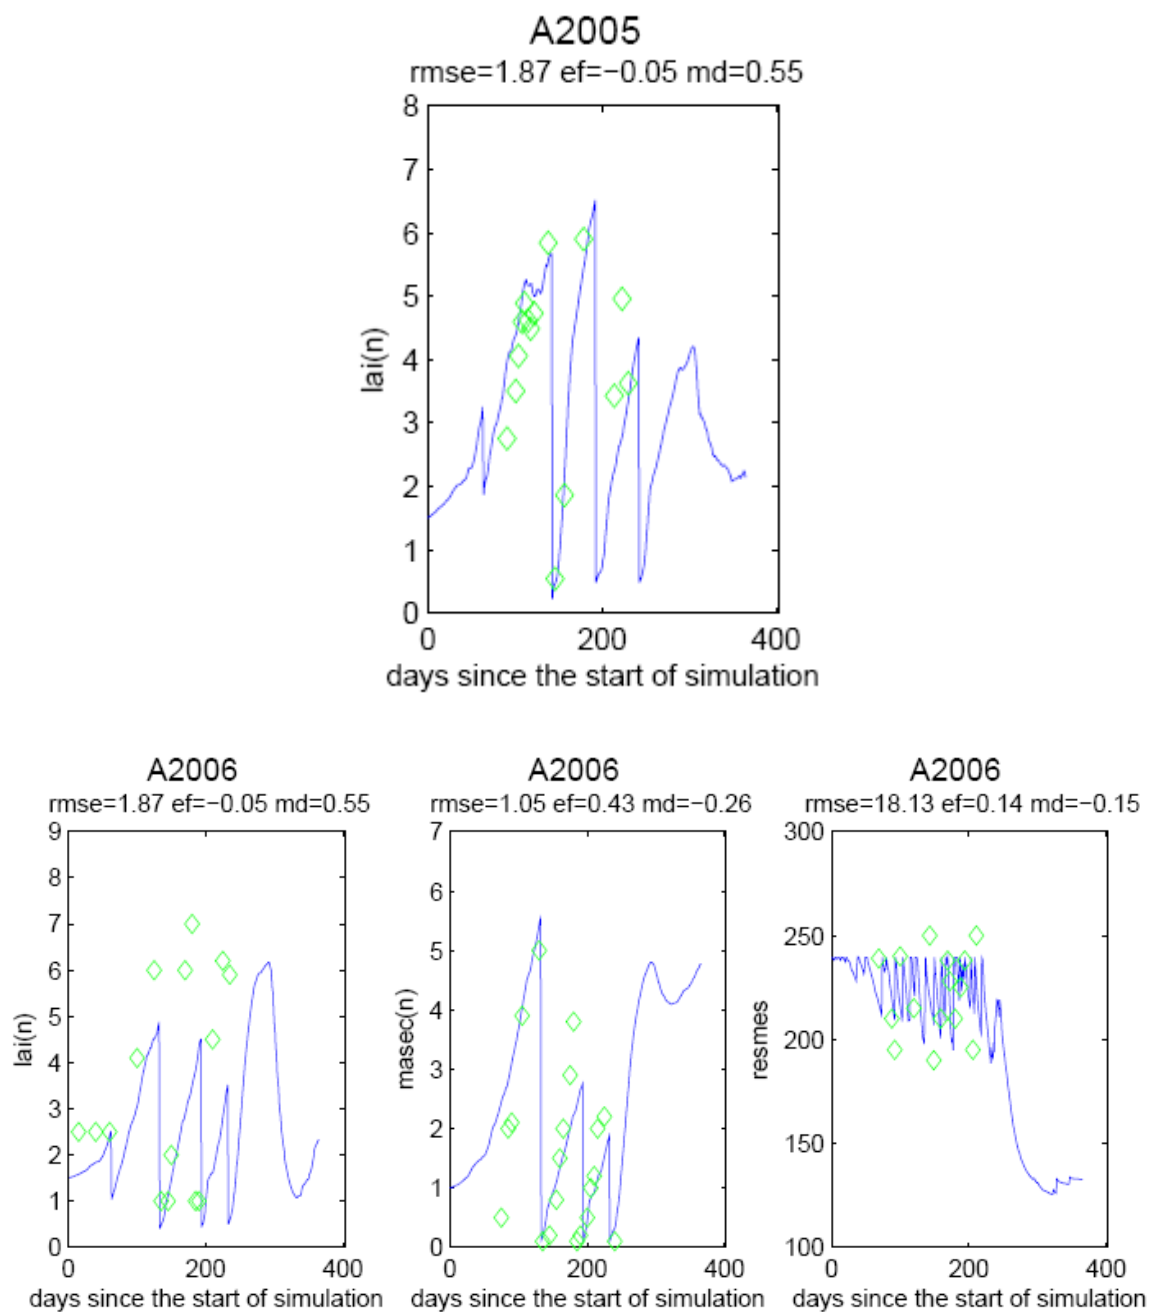 A2005
rmse=1.87 ef=−0.05 md=0.55
8
7
6
5
4
3
2
1
0
lai(n)
0 200 400
days since the start of simulation
A2006
rmse=1.87 ef=−0.05 md=0.55
9
8
7
6
5
4
3
2
1
0
lai(n)
0 200 400
days since the start of simulation
A2006
rmse=1.05 ef=0.43 md=−0.26
7
6
5
4
3
2
1
0
masec(n)
0 200 400
days since the start of simulation
A2006
rmse=18.13 ef=0.14 md=−0.15
300
250
200
150
100
resmes
0 200 400
days since the start of simulation